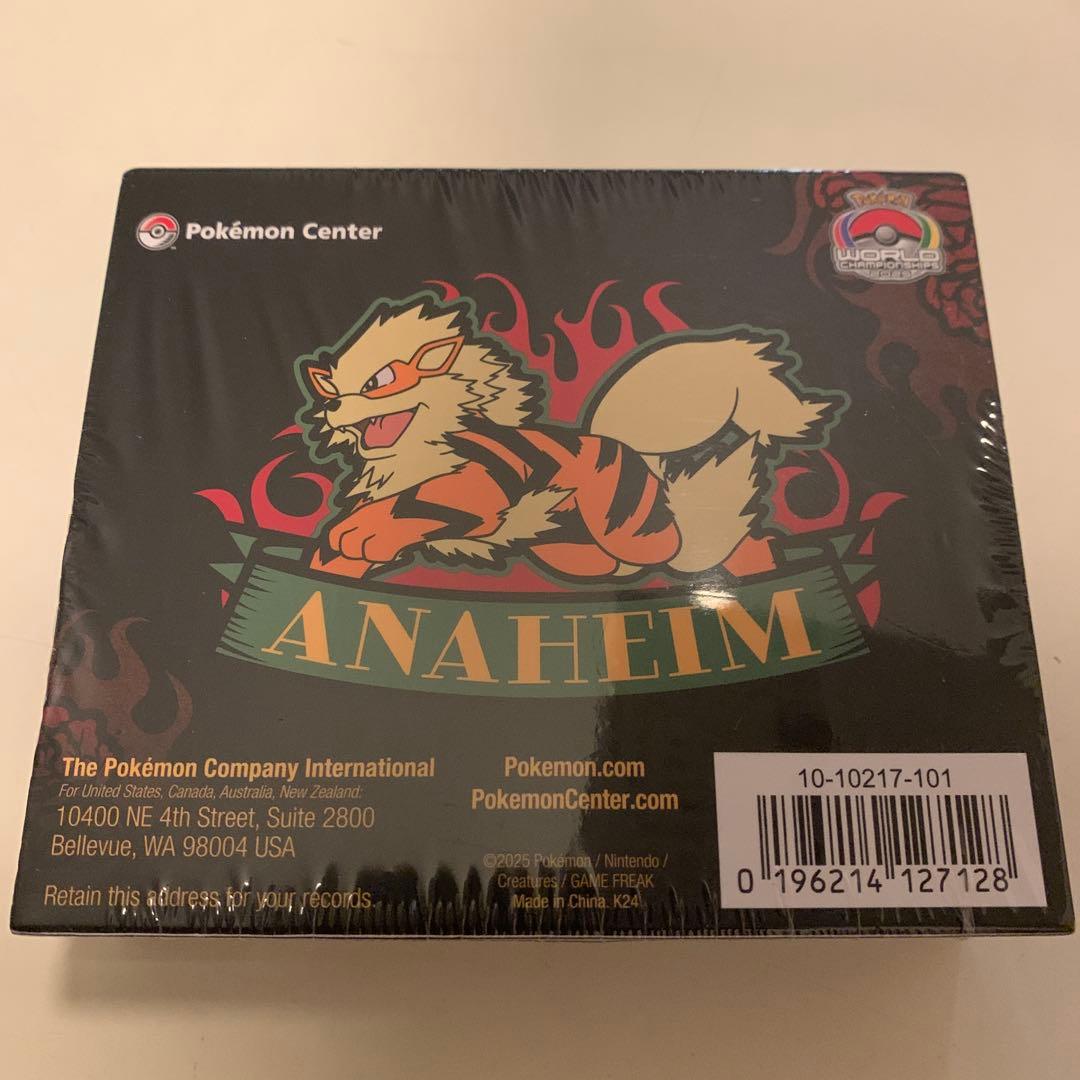 Pokémon Center
POKÉMON
WORLD
CHAMPIONSHIPS
2025
ANAHEIM
The Pokémon Company International
For United States, Canada, Australia, New Zealand:
10400 NE 4th Street, Suite 2800
Bellevue, WA 98004 USA
Retain this address for your records.
Pokemon.com
PokemonCenter.com
©2025 Pokémon / Nintendo /
Creatures / GAME FREAK
Made in China. K24
10-10217-101
0 196214 127128